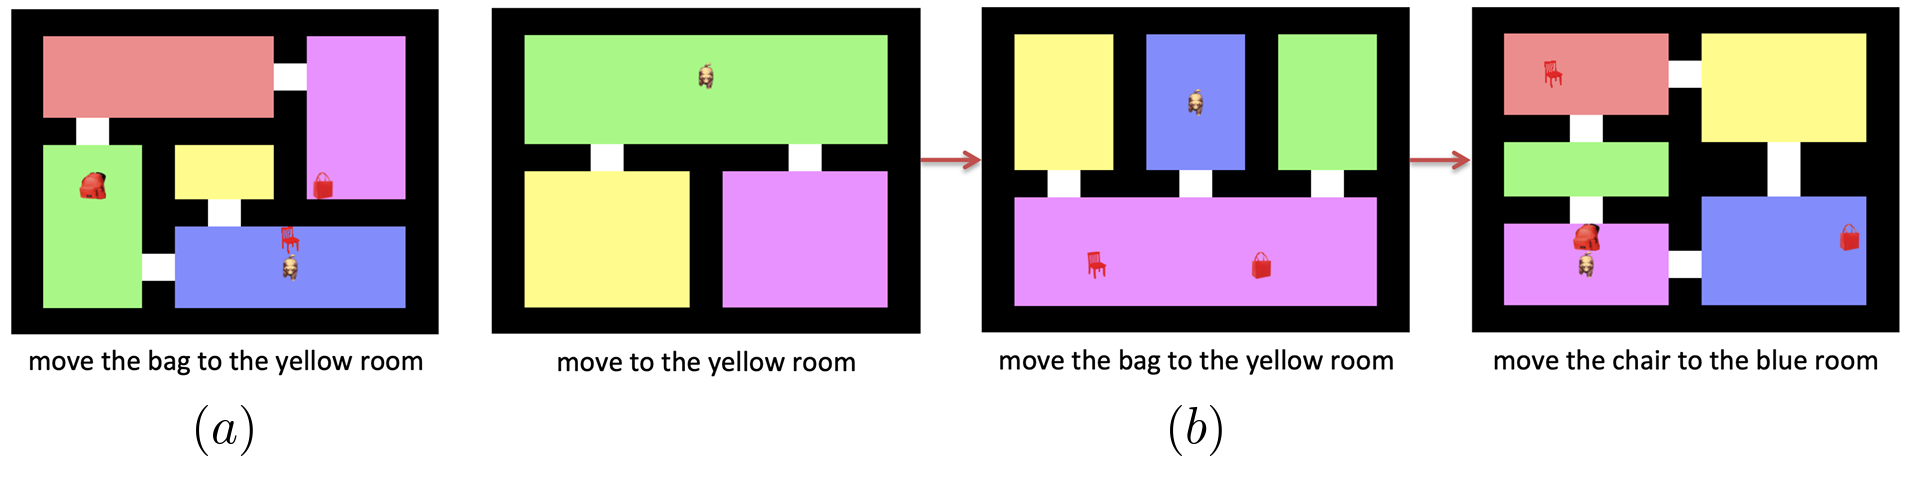 move the bag to the yellow room
move to the yellow room
move the bag to the yellow room
move the chair to the blue room
(a)
(b)